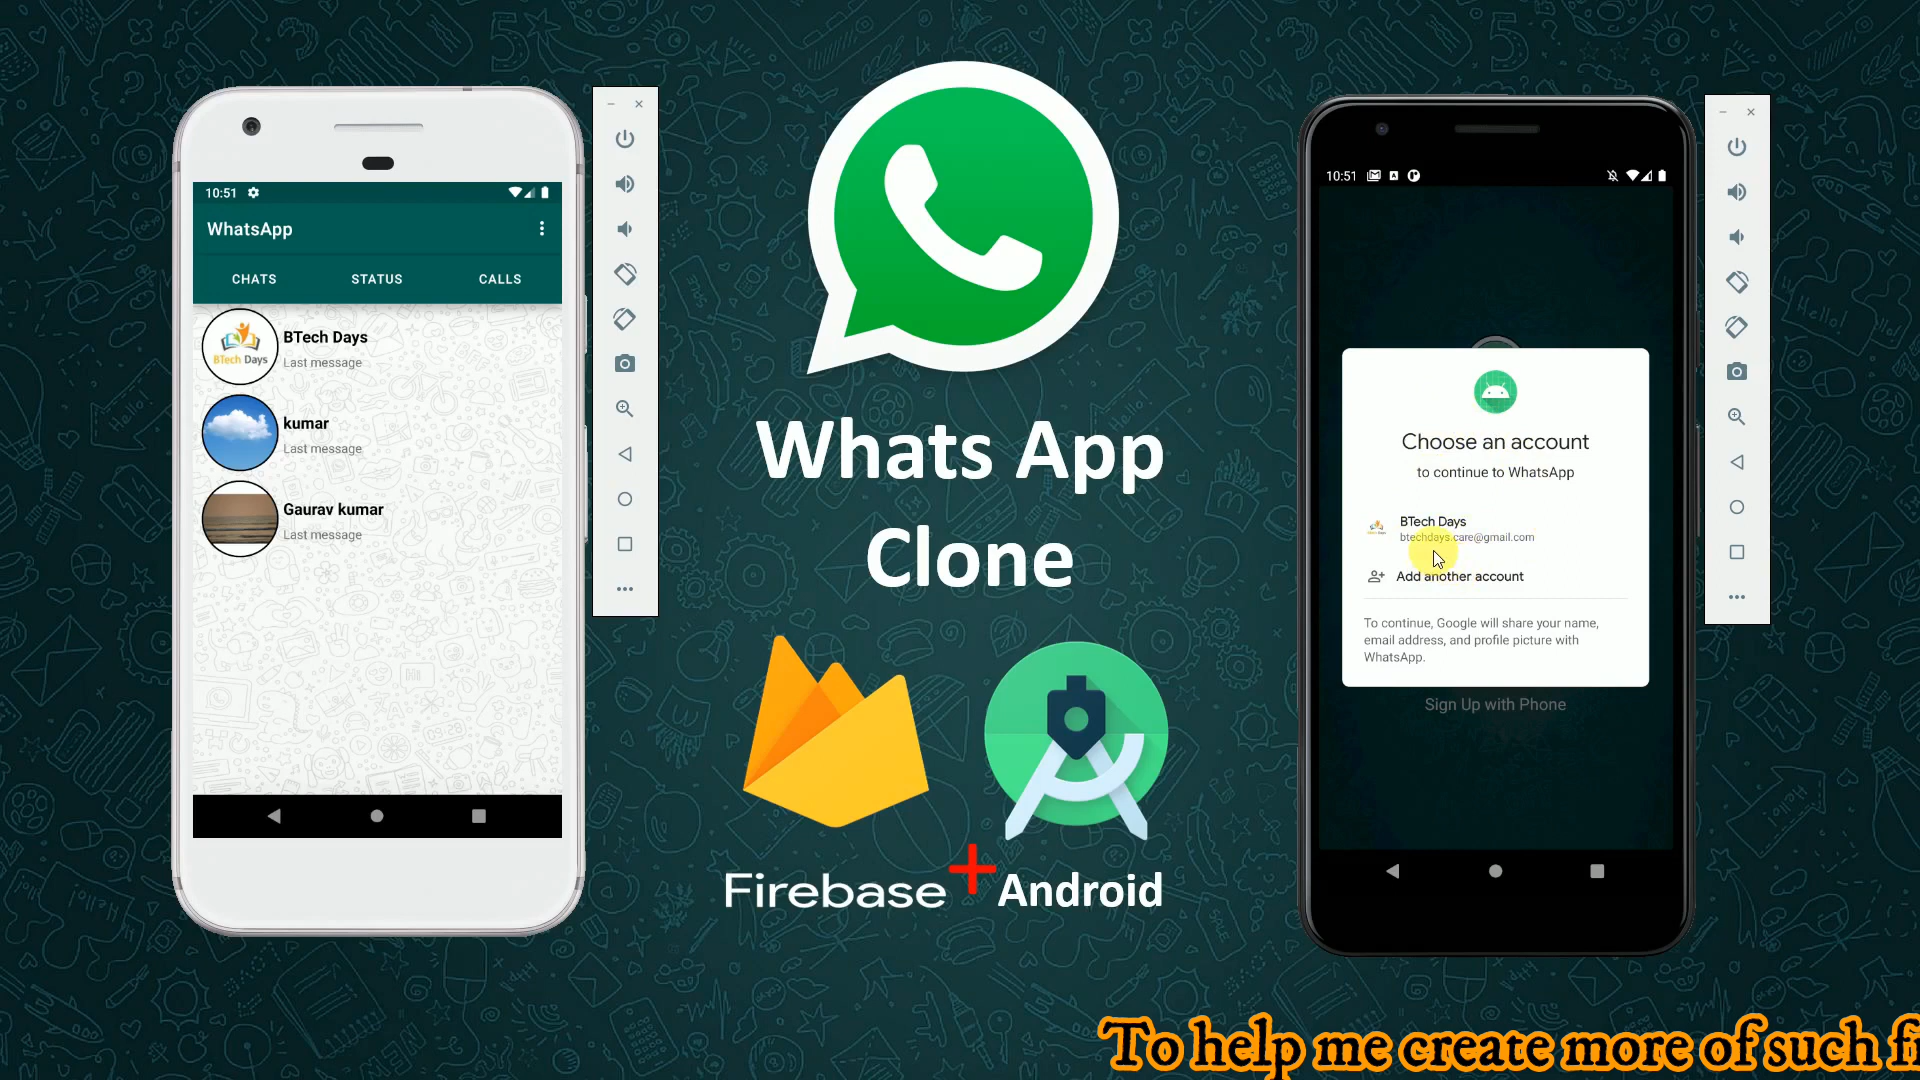 10:51
WhatsApp
CHATS STATUS CALLS
BTech Days
BTech Days
Last message
kumar
Last message
Gaurav kumar
Last message
Whats App
Clone
Firebase + Android
10:51
Choose an account
to continue to WhatsApp
BTech Days
btechdays.care@gmail.com
Add another account
To continue, Google will share your name,
email address, and profile picture with
WhatsApp.
Sign Up with Phone
To help me create more of such